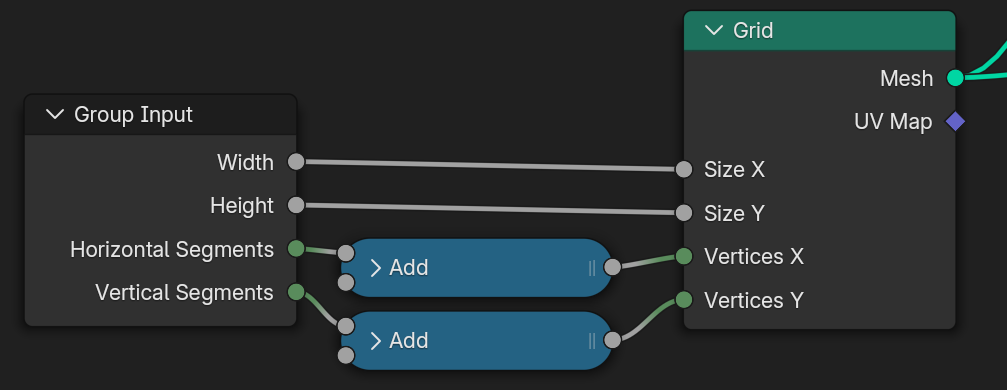 Group Input
Width
Height
Horizontal Segments
Vertical Segments
Add
Add
Grid
Mesh
UV Map
Size X
Size Y
Vertices X
Vertices Y